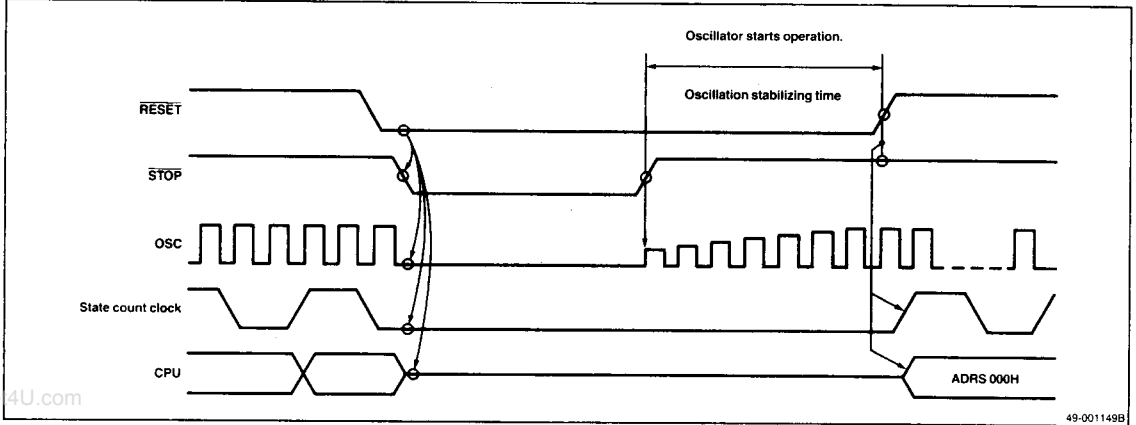 Oscillator starts operation.
Oscillation stabilizing time
RESET
STOP
OSC
State count clock
CPU
ADRS 000H
4U.com
49-001149B